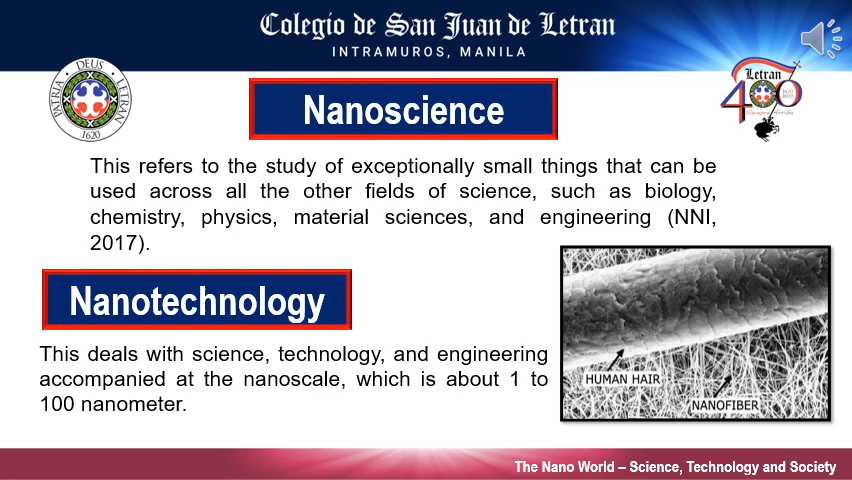 Colegio de San Juan de Letran
INTRAMUROS, MANILA
DEUS
PATRIA
LETRAN
1620
Letran
400
Nanoscience
This refers to the study of exceptionally small things that can be
used across all the other fields of science, such as biology,
chemistry, physics, material sciences, and engineering (NNI,
2017).
Nanotechnology
This deals with science, technology, and engineering
accompanied at the nanoscale, which is about 1 to
100 nanometer.
HUMAN HAIR
NANOFIBER
The Nano World – Science, Technology and Society